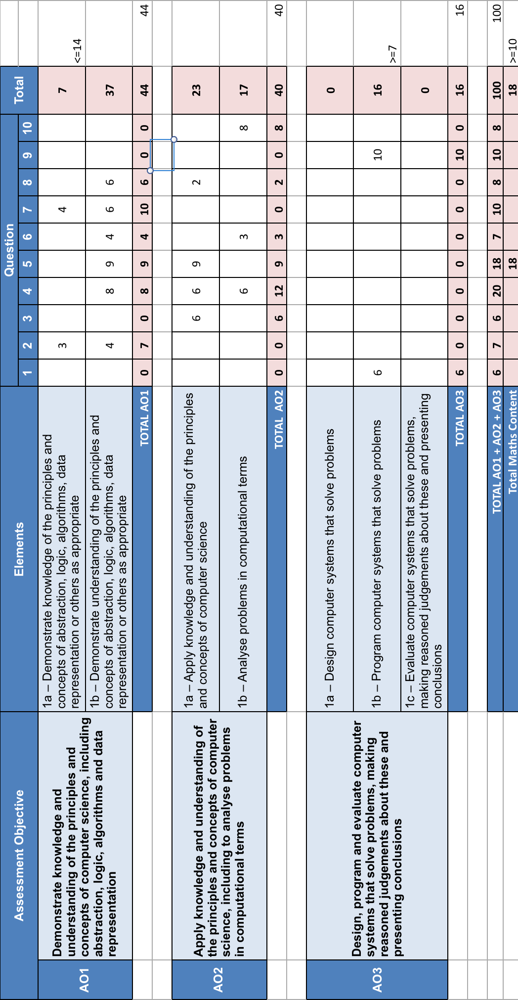 Assessment Objective Elements Question Total
1 2 3 4 5 6 7 8 9 10
AO1
Demonstrate knowledge and
understanding of the principles and
concepts of computer science, including
abstraction, logic, algorithms and data
representation
1a – Demonstrate knowledge of the principles and
concepts of abstraction, logic, algorithms, data
representation or others as appropriate
3 4 7 <=14
1b – Demonstrate understanding of the principles and
concepts of abstraction, logic, algorithms, data
representation or others as appropriate
4 8 9 4 6 6 37
TOTAL AO1 0 7 0 8 9 4 10 6 0 0 44 44
AO2
Apply knowledge and understanding of
the principles and concepts of computer
science, including to analyse problems
in computational terms
1a – Apply knowledge and understanding of the principles
and concepts of computer science
6 6 9 2 23
1b – Analyse problems in computational terms
6 3 8 17
TOTAL AO2 0 0 6 12 9 3 0 2 0 8 40 40
AO3
Design, program and evaluate computer
systems that solve problems, making
reasoned judgements about these and
presenting conclusions
1a – Design computer systems that solve problems
0
1b – Program computer systems that solve problems
6 10 16 >=7
1c – Evaluate computer systems that solve problems,
making reasoned judgements about these and presenting
conclusions
0
TOTAL AO3 6 0 0 0 0 0 0 0 10 0 16 16
TOTAL AO1 + AO2 + AO3 6 7 6 20 18 7 10 8 10 8 100 100
Total Maths Content 18 18 >=10